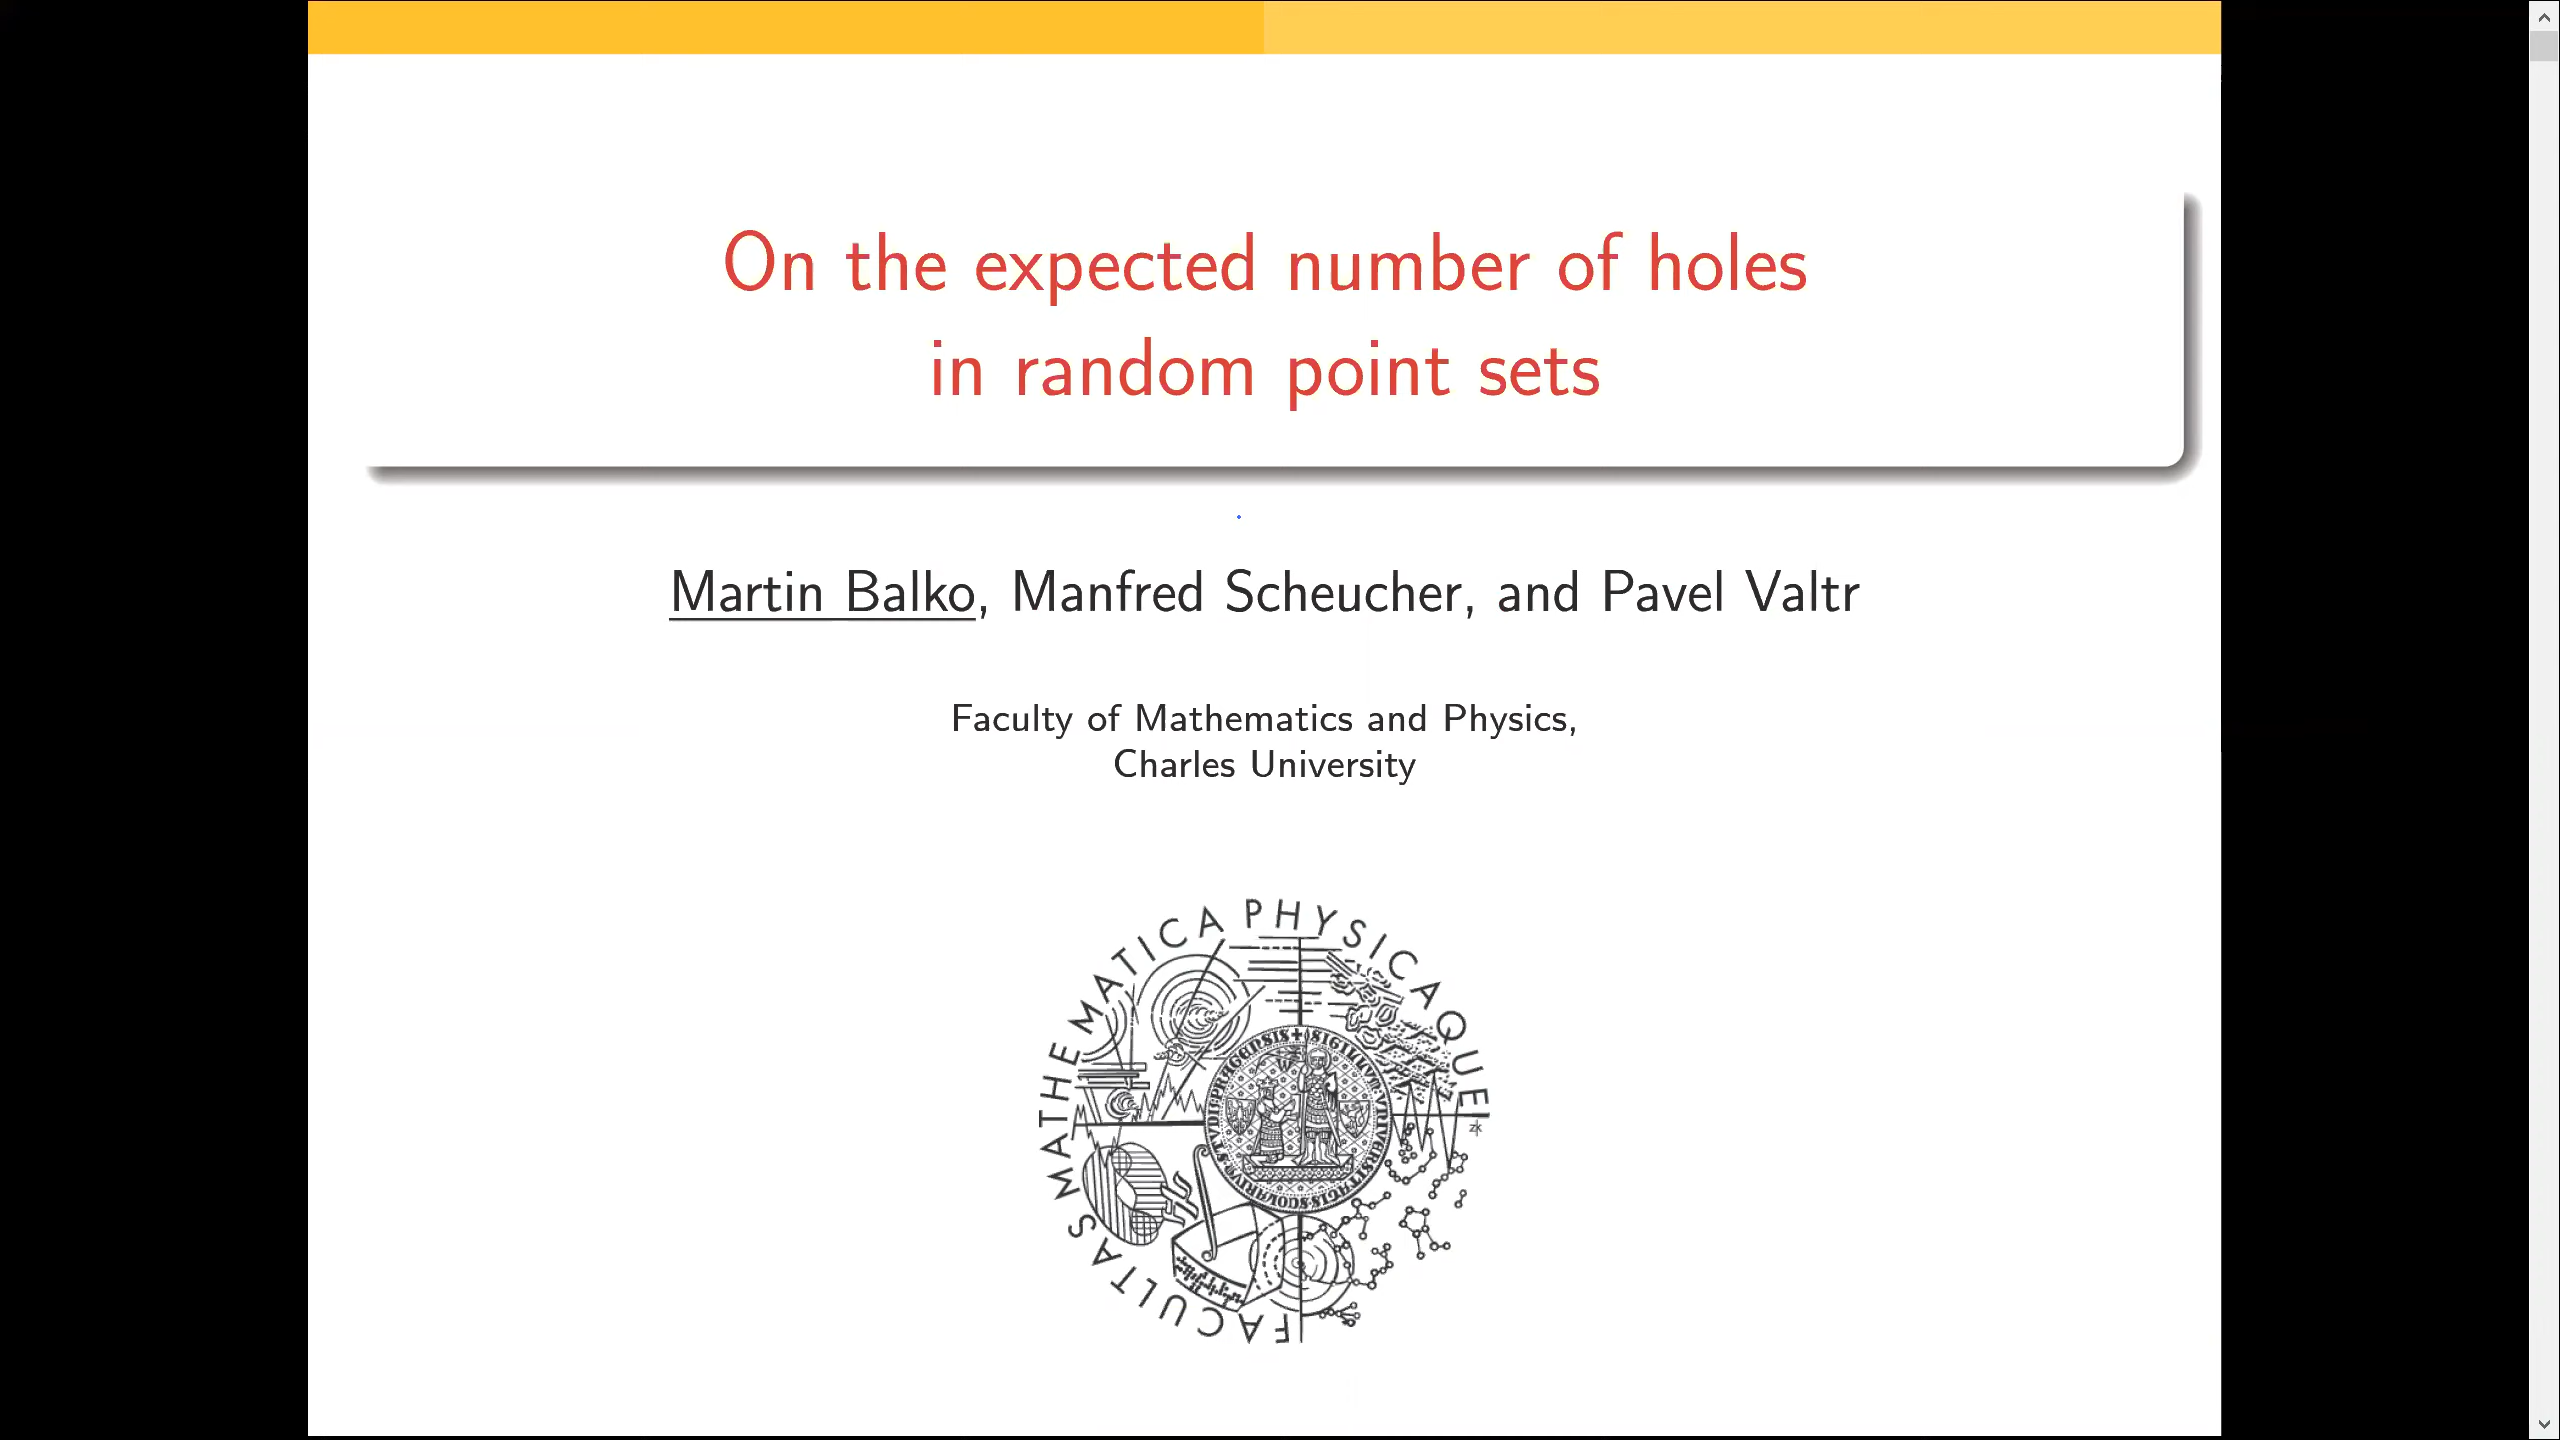 On the expected number of holes
in random point sets
Martin Balko, Manfred Scheucher, and Pavel Valtr
Faculty of Mathematics and Physics,
Charles University
FACULTAS MATHEMATICA PHYSICAQUE